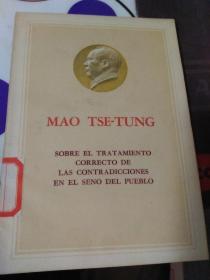 MAO TSE-TUNG
SOBRE EL TRATAMIENTO
CORRECTO DE
LAS CONTRADICCIONES
EN EL SENO DEL PUEBLO